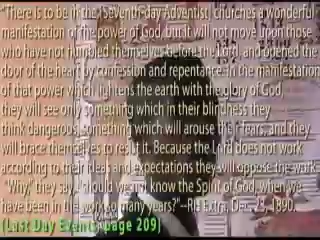 "There is to be in the [Seventh-day Adventist] churches a wonderful
manifestation of the power of God, but it will not move upon those
who have not humbled themselves before the Lord, and opened the
door of the heart by confession and repentance. In the manifestation
of that power which lightens the earth with the glory of God,
they will see only something which in their blindness they
think dangerous, something which will arouse their fears, and they
will brace themselves to resist it. Because the Lord does not work
according to their ideas and expectations they will oppose the work.
"Why," they say, "should we not know the Spirit of God, when we
have been in the work so many years?"--RH Extra, Dec. 23, 1890.
(Last Day Events page 209)